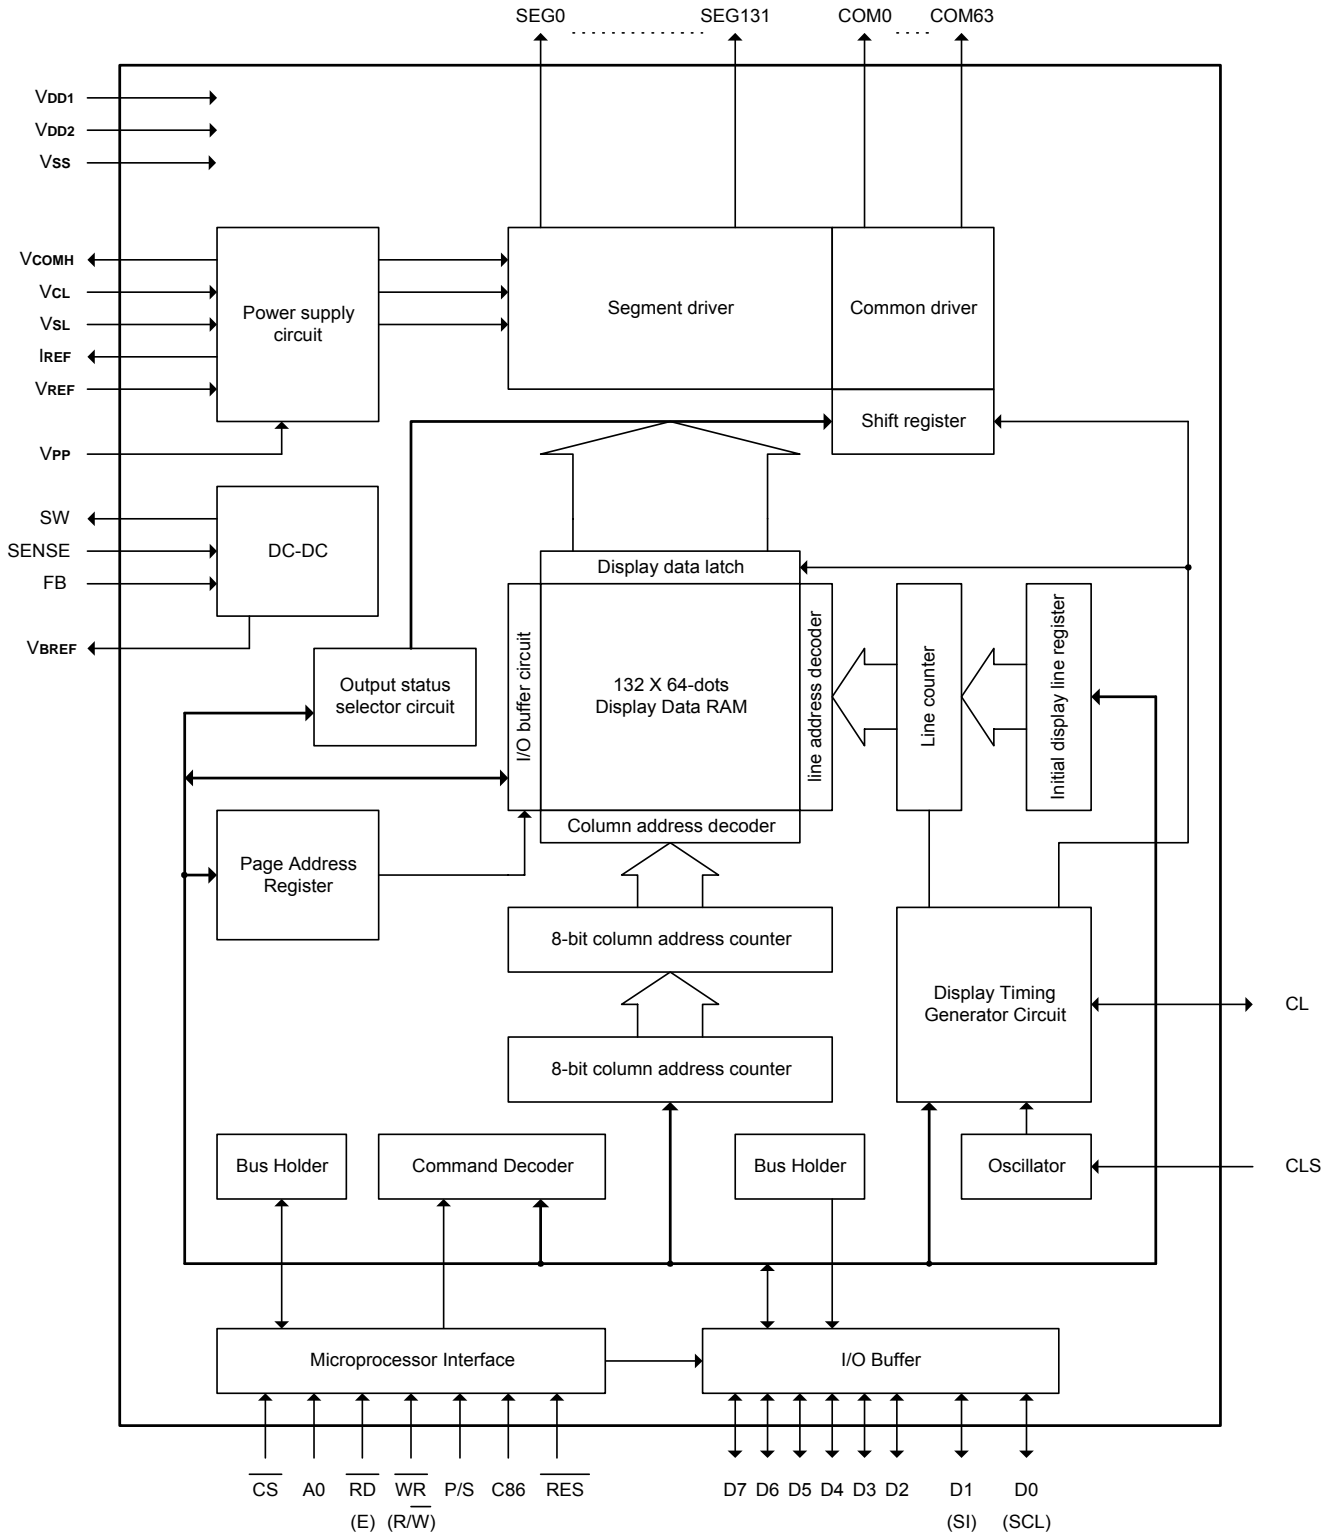 SEG0
SEG131
COM0
COM63
VDD1
VDD2
VSS
VCOMH
VCL
VSL
IREF
VREF
VPP
Power supply
circuit
Segment driver
Common driver
Shift register
SW
SENSE
FB
VBREF
DC-DC
Display data latch
Output status
selector circuit
I/O buffer circuit
132 X 64-dots
Display Data RAM
line address decoder
Line counter
Initial display line register
Column address decoder
Page Address
Register
8-bit column address counter
8-bit column address counter
Display Timing
Generator Circuit
CL
Bus Holder
Command Decoder
Bus Holder
Oscillator
CLS
Microprocessor Interface
I/O Buffer
CS A0 RD WR P/S C86 RES D7 D6 D5 D4 D3 D2 D1 D0
(E) (R/W) (SI) (SCL)